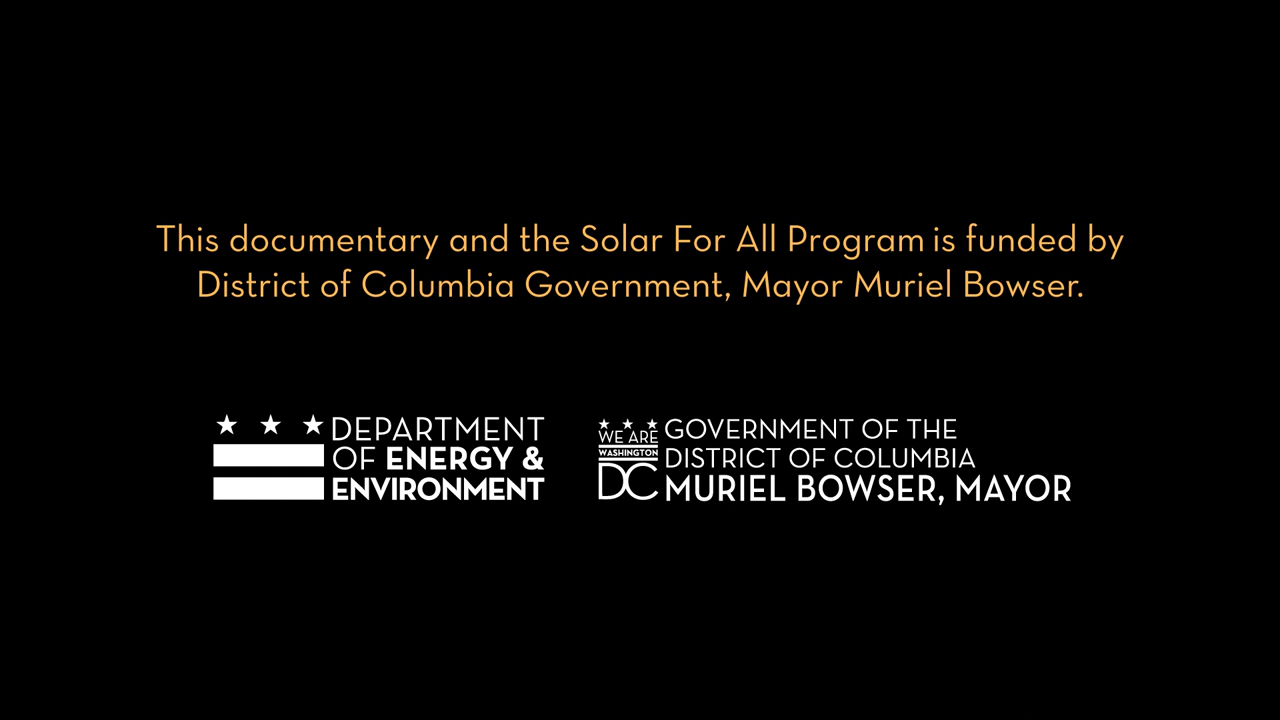 This documentary and the Solar For All Program is funded by
District of Columbia Government, Mayor Muriel Bowser.
DEPARTMENT
OF ENERGY &
ENVIRONMENT
WE ARE
WASHINGTON
DC
GOVERNMENT OF THE
DISTRICT OF COLUMBIA
MURIEL BOWSER, MAYOR